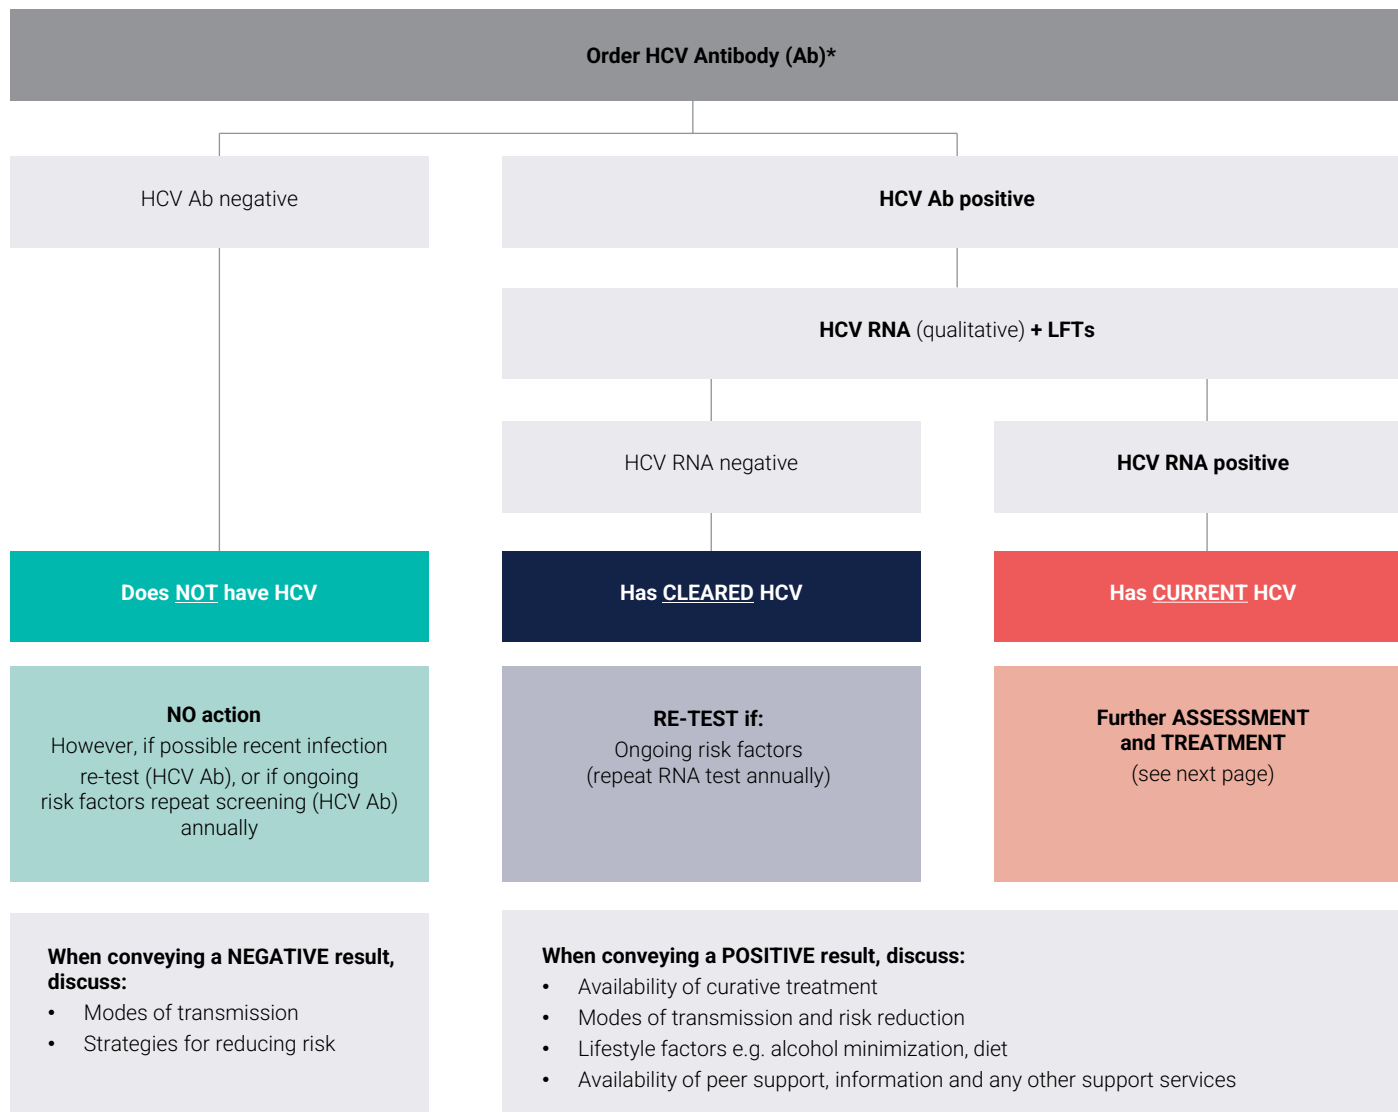 Order HCV Antibody (Ab)*
HCV Ab negative
HCV Ab positive
HCV RNA (qualitative) + LFTs
HCV RNA negative
HCV RNA positive
Does NOT have HCV
Has CLEARED HCV
Has CURRENT HCV
NO action
However, if possible recent infection
re-test (HCV Ab), or if ongoing
risk factors repeat screening (HCV Ab)
annually
RE-TEST if:
Ongoing risk factors
(repeat RNA test annually)
Further ASSESSMENT
and TREATMENT
(see next page)
When conveying a NEGATIVE result,
discuss:
• Modes of transmission
• Strategies for reducing risk
When conveying a POSITIVE result, discuss:
• Availability of curative treatment
• Modes of transmission and risk reduction
• Lifestyle factors e.g. alcohol minimization, diet
• Availability of peer support, information and any other support services